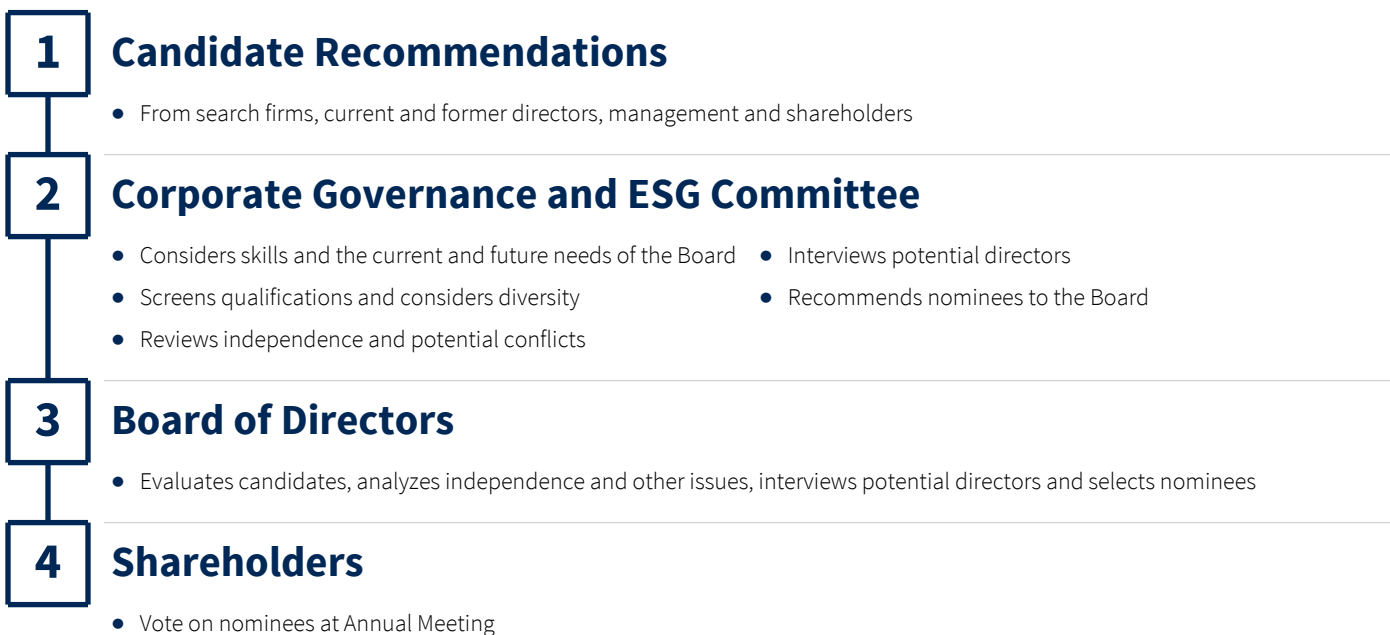 1 Candidate Recommendations
● From search firms, current and former directors, management and shareholders
2 Corporate Governance and ESG Committee
● Considers skills and the current and future needs of the Board
● Screens qualifications and considers diversity
● Reviews independence and potential conflicts
● Interviews potential directors
● Recommends nominees to the Board
3 Board of Directors
● Evaluates candidates, analyzes independence and other issues, interviews potential directors and selects nominees
4 Shareholders
● Vote on nominees at Annual Meeting